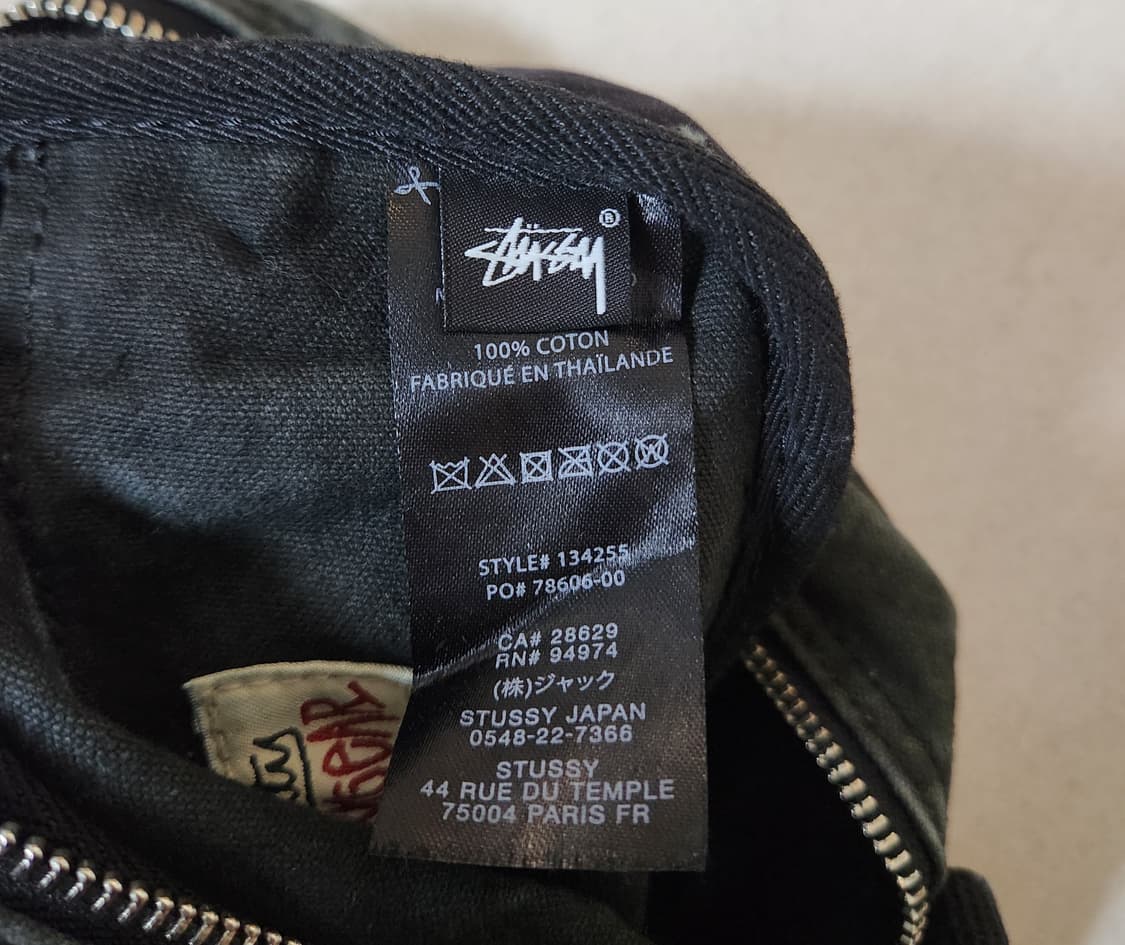 Stüssy ®
100% COTON
FABRIQUÉ EN THAÏLANDE
STYLE# 134255
PO# 78606-00
CA# 28629
RN# 94974
(株)ジャック
STUSSY JAPAN
0548-22-7366
STUSSY
44 RUE DU TEMPLE
75004 PARIS FR